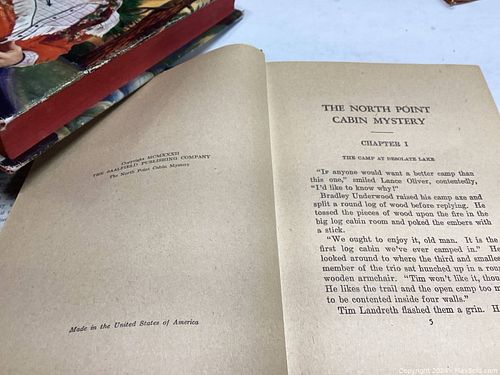 Copyright MCMXXXII
THE SAALFIELD PUBLISHING COMPANY
The North Point Cabin Mystery
Made in the United States of America
THE NORTH POINT
CABIN MYSTERY
CHAPTER I
THE CAMP AT DESOLATE LAKE
"If anyone would want a better camp than
this one," smiled Lance Oliver, contentedly,
"I'd like to know why!"
Bradley Underwood raised his camp axe and
split a round log of wood before replying. He
tossed the pieces of wood upon the fire in the
big log cabin room and poked the embers with
a stick.
"We ought to enjoy it, old man. It is the
first log cabin we've ever camped in." He
looked around to where the third and smalles
member of the trio sat hunched up in a rou
wooden armchair. "Tim won't like it, thou
He likes the trail and the open camp too m
to be contented inside four walls."
Tim Landreth flashed them a grin. H
5
Copyright 2024 - MaxSold.com